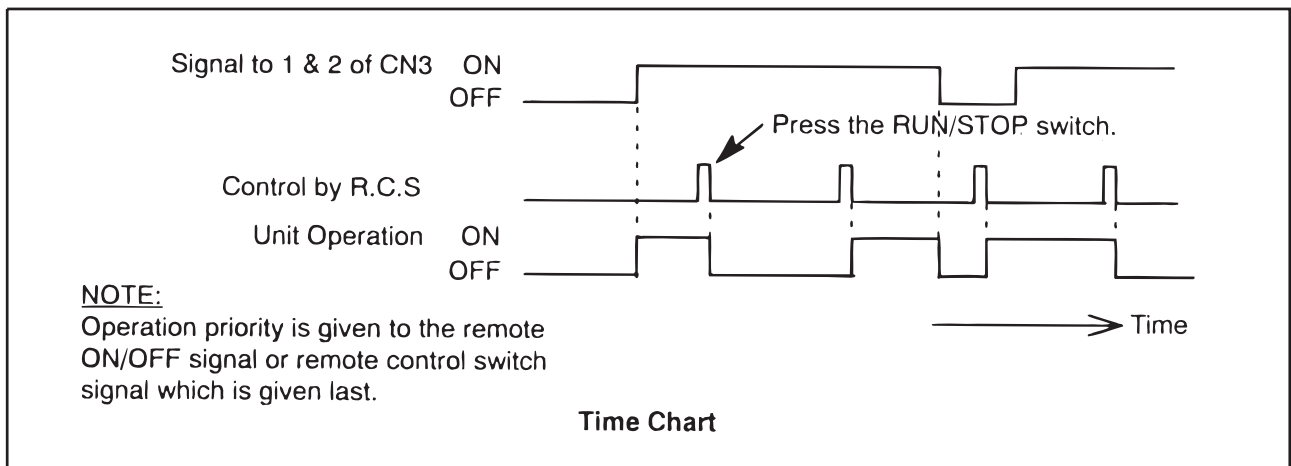 Signal to 1 & 2 of CN3 ON
OFF
Press the RUN/STOP switch.
Control by R.C.S
Unit Operation ON
OFF
NOTE:
Operation priority is given to the remote
ON/OFF signal or remote control switch
signal which is given last.
Time
Time Chart